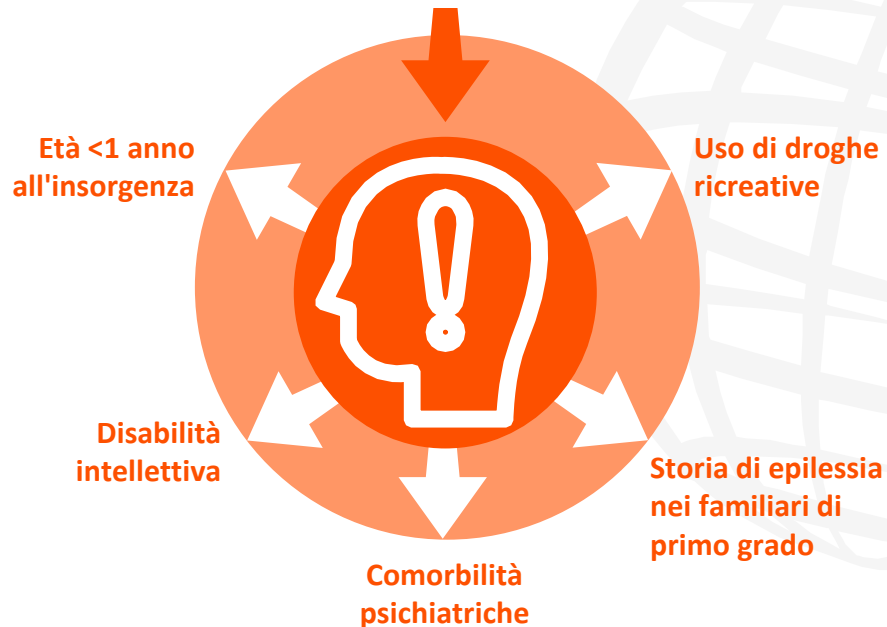 Età <1 anno
all'insorgenza
Uso di droghe
ricreative
Disabilità
intellettiva
Storia di epilessia
nei familiari di
primo grado
Comorbilità
psichiatriche